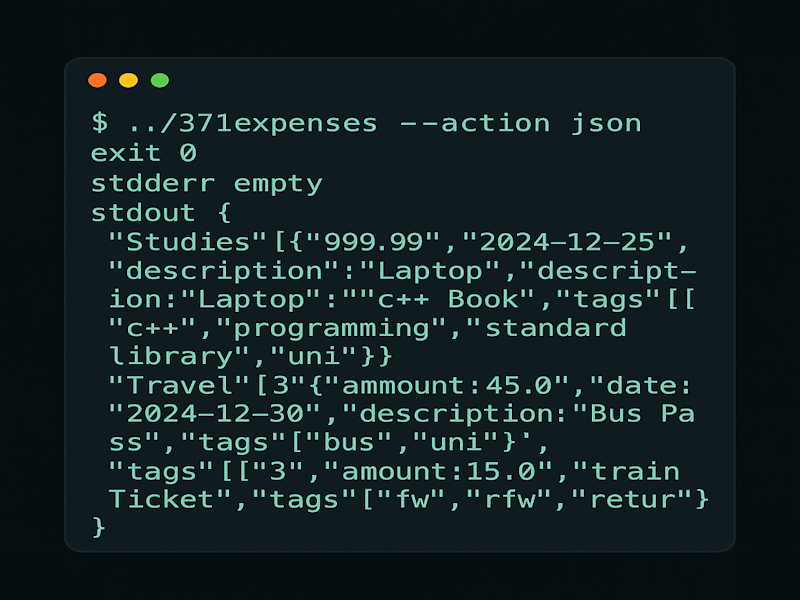 $ ../371expenses --action json
exit 0
stdderr empty
stdout {
"Studies"[{"999.99","2024-12-25",
"description":"Laptop","descript-
ion:"Laptop":""c++ Book","tags"[[
"c++","programming","standard
library","uni"}}
"Travel"[3"{"ammount:45.0","date:
"2024-12-30","description:"Bus Pa
ss","tags"["bus","uni"}',
"tags"[["3","amount:15.0","train
Ticket","tags"["fw","rfw","retur"}
}